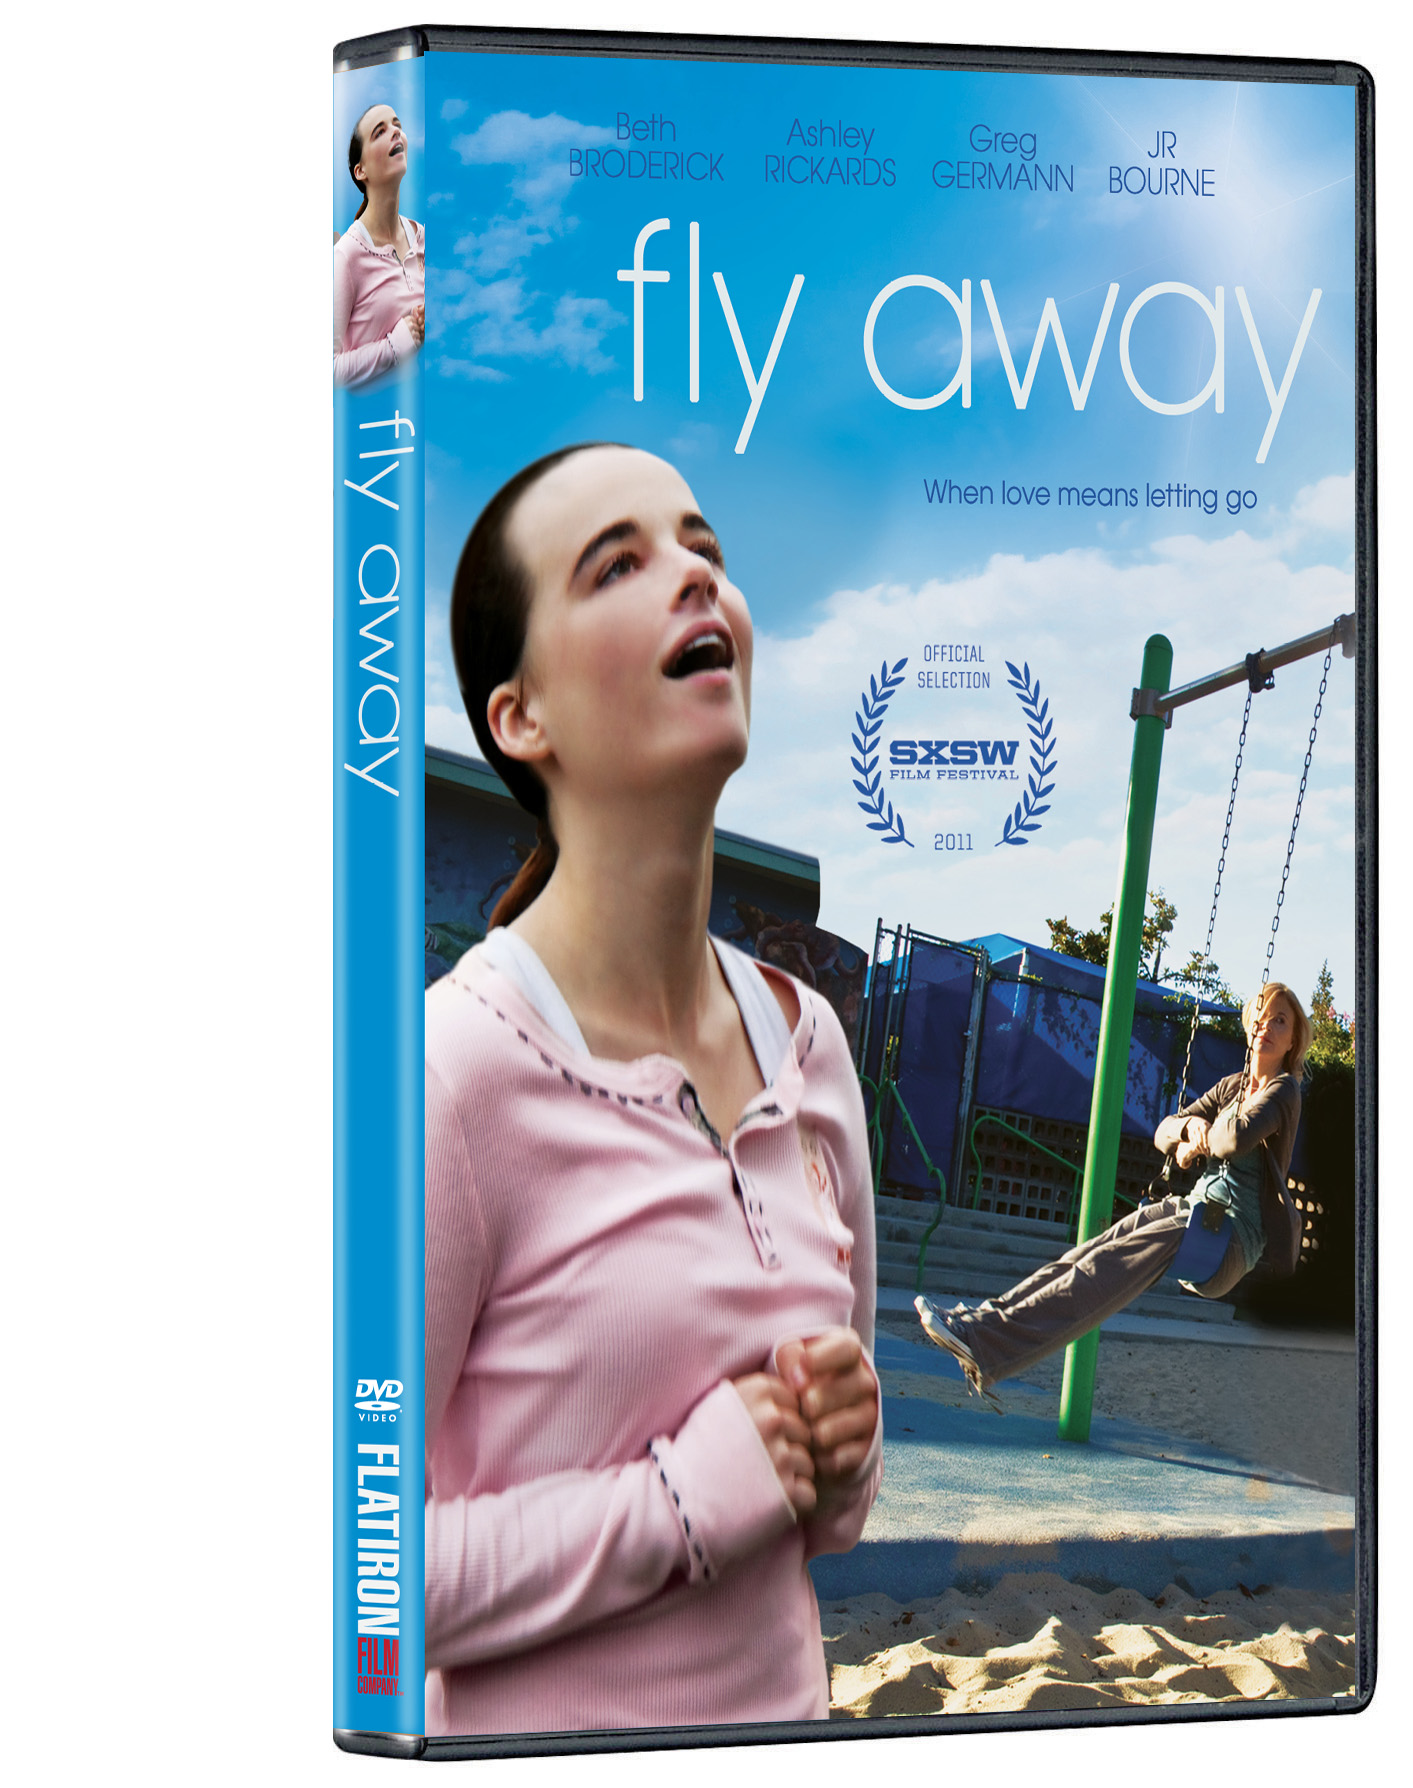 Beth
BRODERICK
Ashley
RICKARDS
Greg
GERMANN
JR
BOURNE
fly away
When love means letting go
OFFICIAL
SELECTION
SXSW
FILM FESTIVAL
2011
fly away
DVD
VIDEO
FLATIRON
FILM
COMPANY